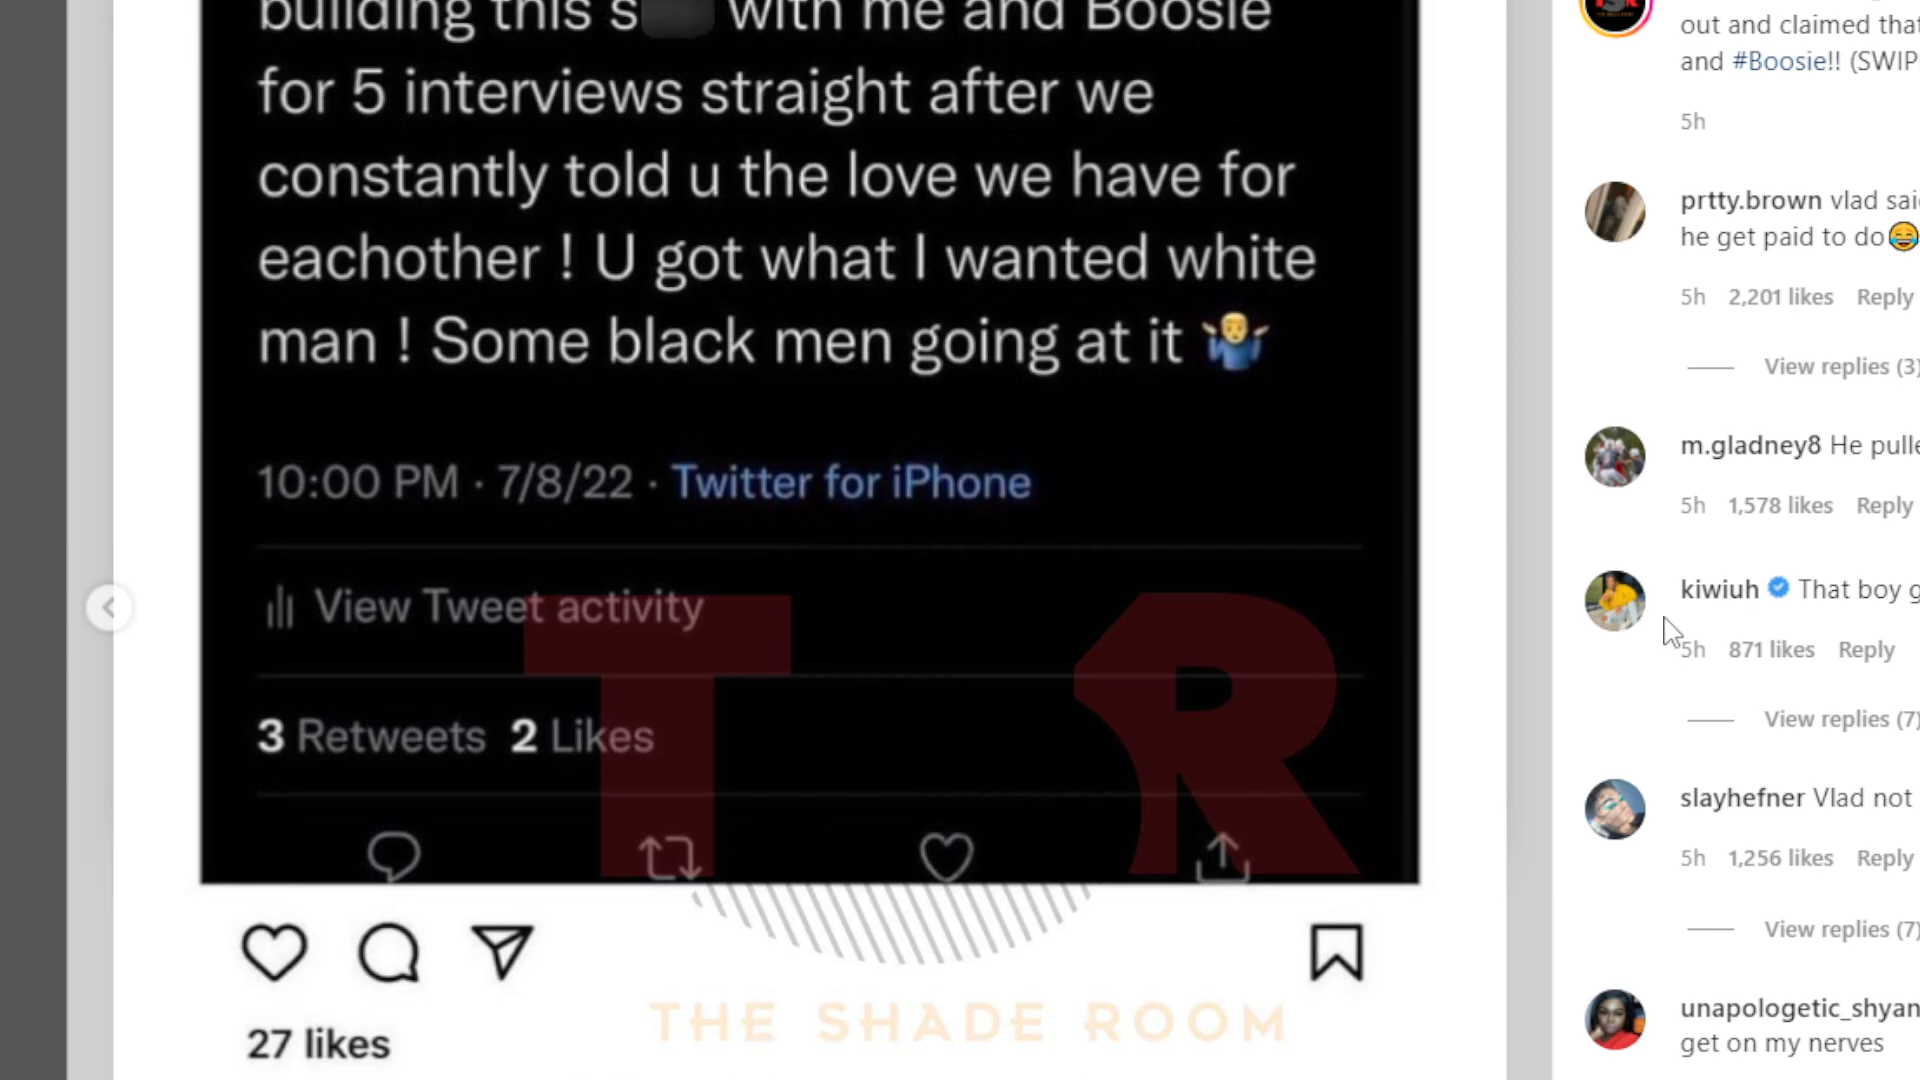 building this s with me and Boosie
for 5 interviews straight after we
constantly told u the love we have for
eachother ! U got what I wanted white
man ! Some black men going at it 🤷‍♂️
10:00 PM · 7/8/22 · Twitter for iPhone
View Tweet activity
3 Retweets 2 Likes
T R
THE SHADE ROOM
27 likes
out and claimed that
and #Boosie!! (SWIP
5h
prtty.brown vlad sai
he get paid to do😂
5h 2,201 likes Reply
View replies (3)
m.gladney8 He pulle
5h 1,578 likes Reply
kiwiuh That boy g
5h 871 likes Reply
View replies (7)
slayhefner Vlad not
5h 1,256 likes Reply
View replies (7)
unapologetic_shyan
get on my nerves